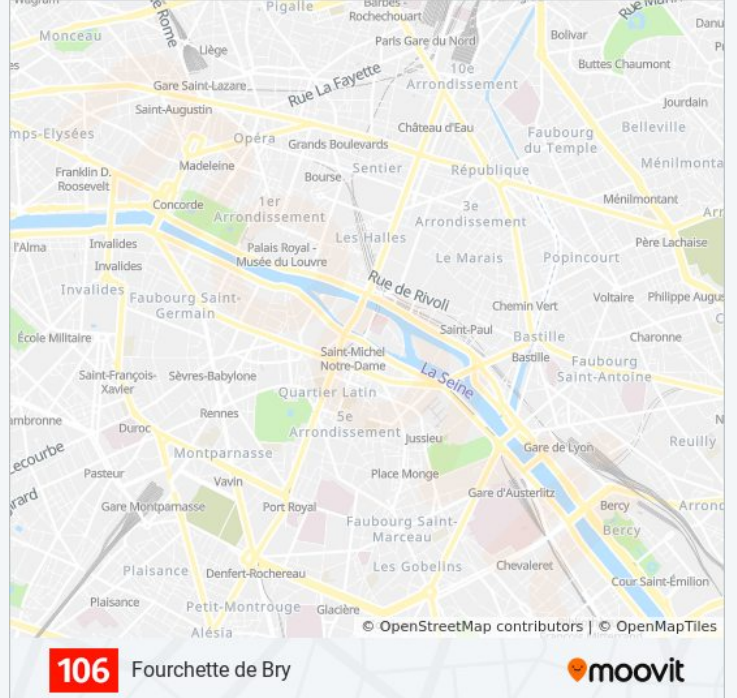 Pigalle
Barbès -
Rochechouart
Rue de Rome
Monceau
Liège
Paris Gare du Nord
Bolivar
Buttes Chaumont
Gare Saint-Lazare
Rue La Fayette
10e
Arrondissement
Jourdain
Saint-Augustin
Château d'Eau
Faubourg
du Temple
Belleville
mps-Elysées
Opéra
Grands Boulevards
Madeleine
Bourse
Sentier
République
Ménilmonta
Franklin D.
Roosevelt
Concorde
1er
Arrondissement
3e
Arrondissement
Ménilmontant
Arr
l'Alma
Invalides
Palais Royal -
Musée du Louvre
Les Halles
Père Lachaise
Invalides
Le Marais
Popincourt
Invalides
Faubourg Saint-
Germain
Rue de Rivoli
Chemin Vert
Voltaire
Philippe Augus
École Militaire
Saint-Paul
Bastille
Charonne
Saint-Michel
Notre-Dame
Bastille
Faubourg
Saint-Antoine
Saint-François-
Xavier
Sèvres-Babylone
La Seine
Quartier Latin
Rennes
5e
Arrondissement
ambronne
Duroc
Jussieu
Gare de Lyon
Reuilly
Lecourbe
Montparnasse
Pasteur
Vavin
Place Monge
Gare d'Austerlitz
Gare Montparnasse
Port Royal
Bercy
Arrond
Faubourg Saint-
Marceau
Bercy
Plaisance
Denfert-Rochereau
Les Gobelins
Chevaleret
Cour Saint-Émilion
Plaisance
Petit-Montrouge
Glacière
Alésia
© OpenStreetMap contributors | © OpenMapTiles
106 Fourchette de Bry
moovit